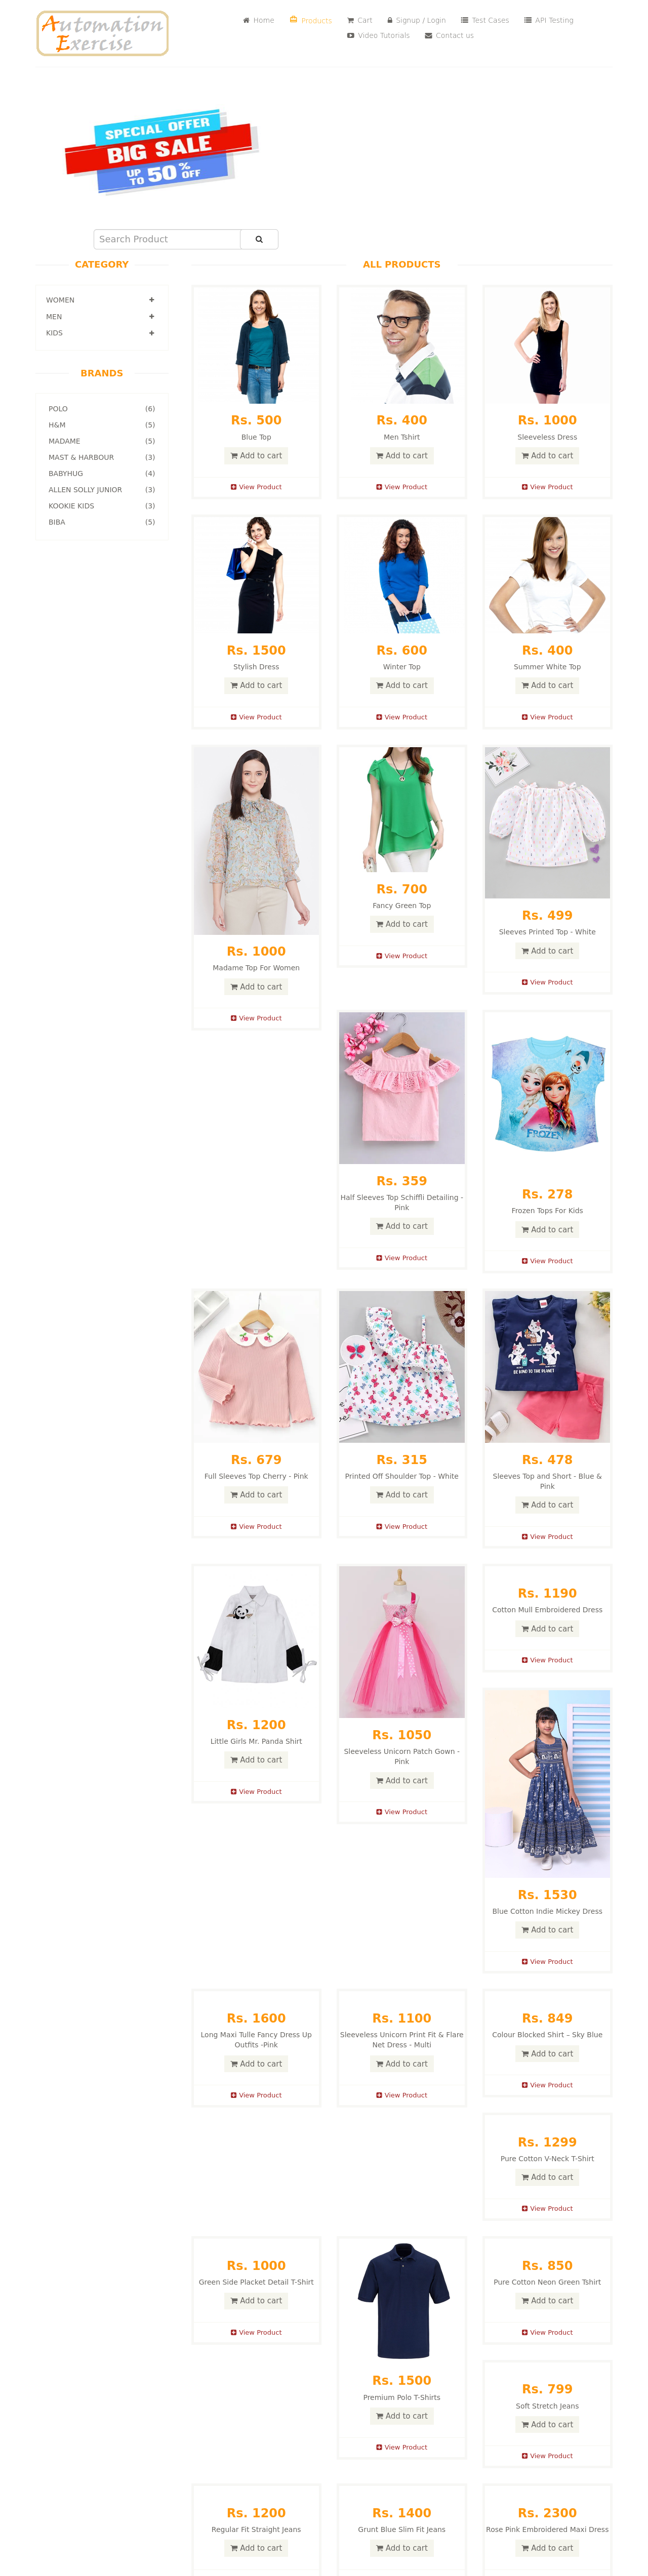 Automation
Exercise
Home
Products
Cart
Signup / Login
Test Cases
API Testing
Video Tutorials
Contact us
SPECIAL OFFER
BIG SALE
UP TO 50% OFF
Search Product
CATEGORY
WOMEN
MEN
KIDS
BRANDS
POLO (6)
H&M (5)
MADAME (5)
MAST & HARBOUR (3)
BABYHUG (4)
ALLEN SOLLY JUNIOR (3)
KOOKIE KIDS (3)
BIBA (5)
ALL PRODUCTS
Rs. 500
Blue Top
Add to cart
View Product
Rs. 400
Men Tshirt
Add to cart
View Product
Rs. 1000
Sleeveless Dress
Add to cart
View Product
Rs. 1500
Stylish Dress
Add to cart
View Product
Rs. 600
Winter Top
Add to cart
View Product
Rs. 400
Summer White Top
Add to cart
View Product
Rs. 1000
Madame Top For Women
Add to cart
View Product
Rs. 700
Fancy Green Top
Add to cart
View Product
Rs. 499
Sleeves Printed Top - White
Add to cart
View Product
Rs. 359
Half Sleeves Top Schiffli Detailing -
Pink
Add to cart
View Product
Disney
FROZEN
Rs. 278
Frozen Tops For Kids
Add to cart
View Product
Rs. 679
Full Sleeves Top Cherry - Pink
Add to cart
View Product
Rs. 315
Printed Off Shoulder Top - White
Add to cart
View Product
BE KIND TO THE PLANET
Rs. 478
Sleeves Top and Short - Blue &
Pink
Add to cart
View Product
Rs. 1200
Little Girls Mr. Panda Shirt
Add to cart
View Product
Rs. 1050
Sleeveless Unicorn Patch Gown -
Pink
Add to cart
View Product
Rs. 1190
Cotton Mull Embroidered Dress
Add to cart
View Product
Rs. 1530
Blue Cotton Indie Mickey Dress
Add to cart
View Product
Rs. 1600
Long Maxi Tulle Fancy Dress Up
Outfits -Pink
Add to cart
View Product
Rs. 1100
Sleeveless Unicorn Print Fit & Flare
Net Dress - Multi
Add to cart
View Product
Rs. 849
Colour Blocked Shirt – Sky Blue
Add to cart
View Product
Rs. 1299
Pure Cotton V-Neck T-Shirt
Add to cart
View Product
Rs. 1000
Green Side Placket Detail T-Shirt
Add to cart
View Product
Rs. 1500
Premium Polo T-Shirts
Add to cart
View Product
Rs. 850
Pure Cotton Neon Green Tshirt
Add to cart
View Product
Rs. 799
Soft Stretch Jeans
Add to cart
View Product
Rs. 1200
Regular Fit Straight Jeans
Add to cart
Rs. 1400
Grunt Blue Slim Fit Jeans
Add to cart
Rs. 2300
Rose Pink Embroidered Maxi Dress
Add to cart